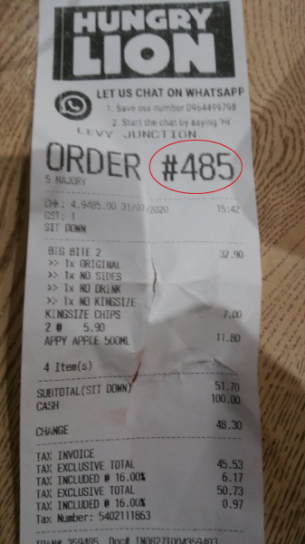 HUNGRY
LION
LET US CHAT ON WHATSAPP
1. Save our number 0964499798
2. Start the chat by saying 'Hi'
LEVY JUNCTION
ORDER #485
5 MAJORY
CHK: 4.9485.00 31/07/2020 15:42
GST: 1
SIT DOWN
BIG BITE 2 32.90
>> 1x ORIGINAL
>> 1x NO SIDES
>> 1x NO DRINK
>> 1x NO KINGSIZE
KINGSIZE CHIPS 7.00
2 @ 5.90
APPY APPLE 500ML 11.80
4 Item(s)
SUBTOTAL(SIT DOWN) 51.70
CASH 100.00
CHANGE 48.30
TAX INVOICE
TAX EXCLUSIVE TOTAL 45.53
TAX INCLUDED @ 16.00% 6.17
TAX EXCLUSIVE TOTAL 50.73
TAX INCLUDED @ 16.00% 0.97
Tax Number: 5402111863